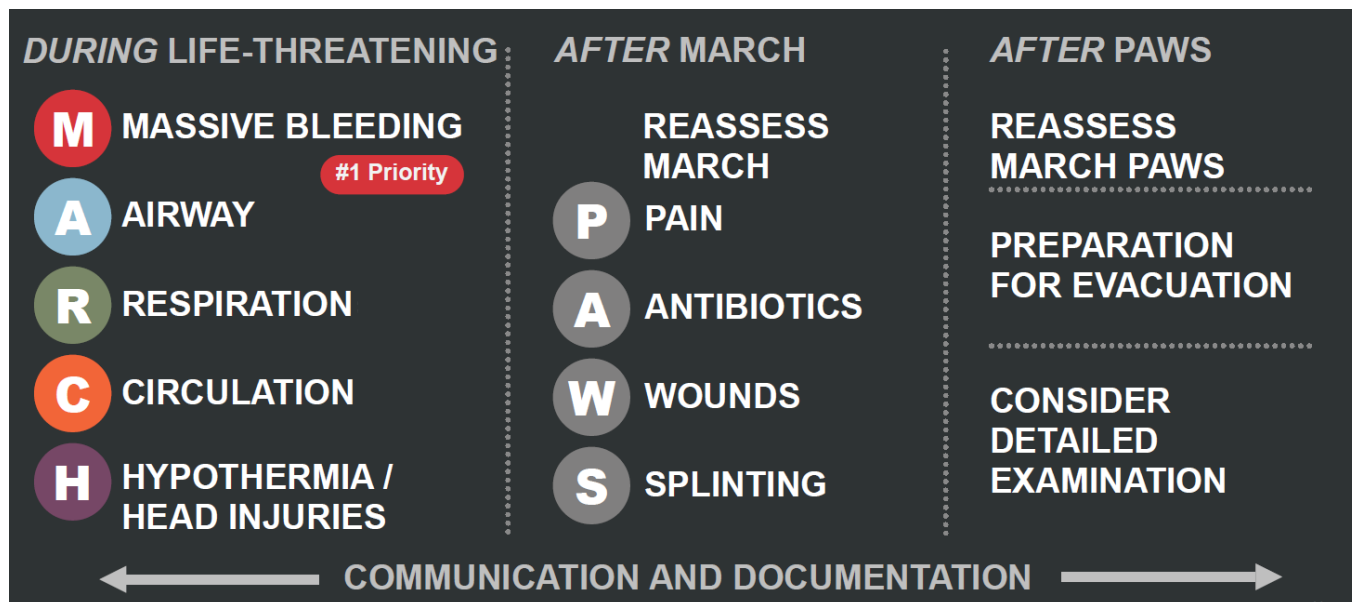 DURING LIFE-THREATENING
M MASSIVE BLEEDING
#1 Priority
A AIRWAY
R RESPIRATION
C CIRCULATION
H HYPOTHERMIA /
HEAD INJURIES
AFTER MARCH
REASSESS
MARCH
P PAIN
A ANTIBIOTICS
W WOUNDS
S SPLINTING
AFTER PAWS
REASSESS
MARCH PAWS
PREPARATION
FOR EVACUATION
CONSIDER
DETAILED
EXAMINATION
COMMUNICATION AND DOCUMENTATION